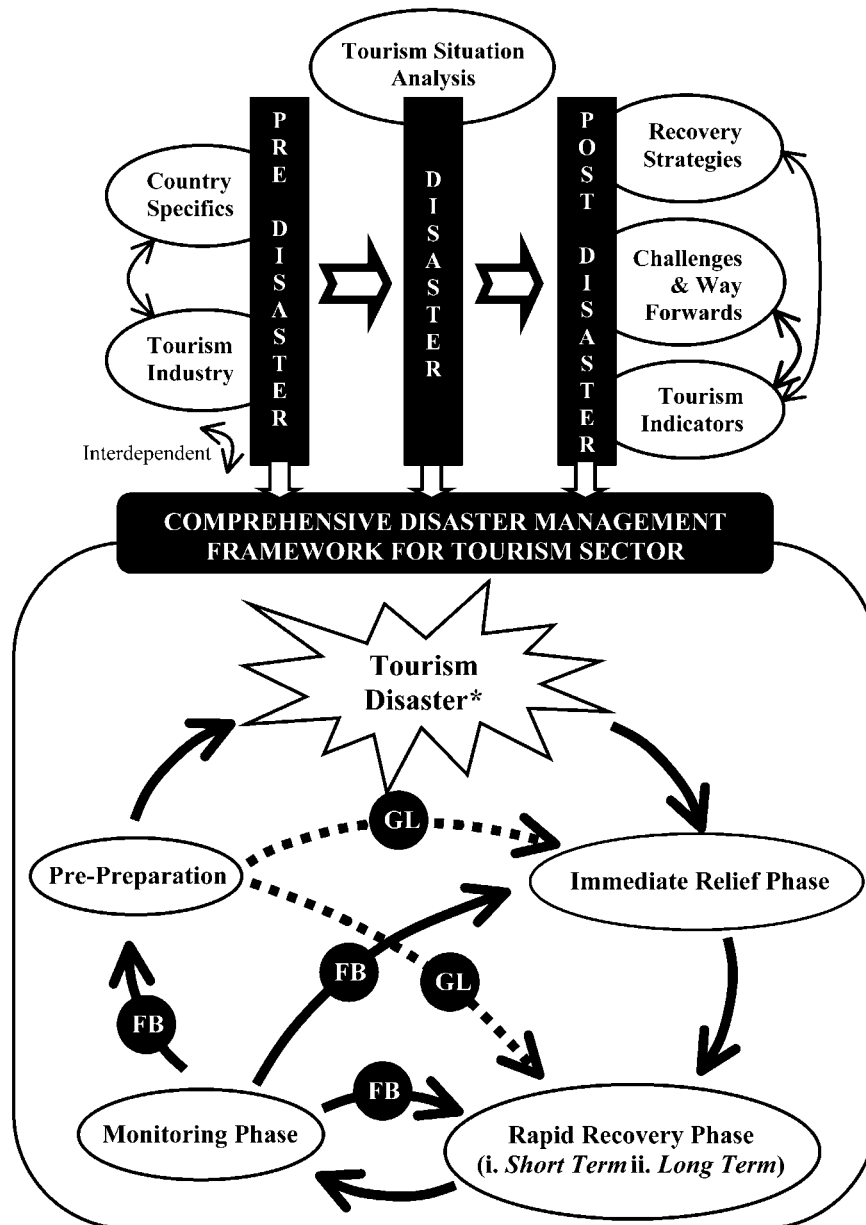 Tourism Situation
Analysis
PRE DISASTER
DISASTER
POST DISASTER
Country
Specifics
Tourism
Industry
Interdependent
Recovery
Strategies
Challenges
& Way
Forwards
Tourism
Indicators
COMPREHENSIVE DISASTER MANAGEMENT
FRAMEWORK FOR TOURISM SECTOR
Tourism
Disaster*
GL
Pre-Preparation
Immediate Relief Phase
FB
GL
FB
FB
Monitoring Phase
Rapid Recovery Phase
(i. Short Term ii. Long Term)